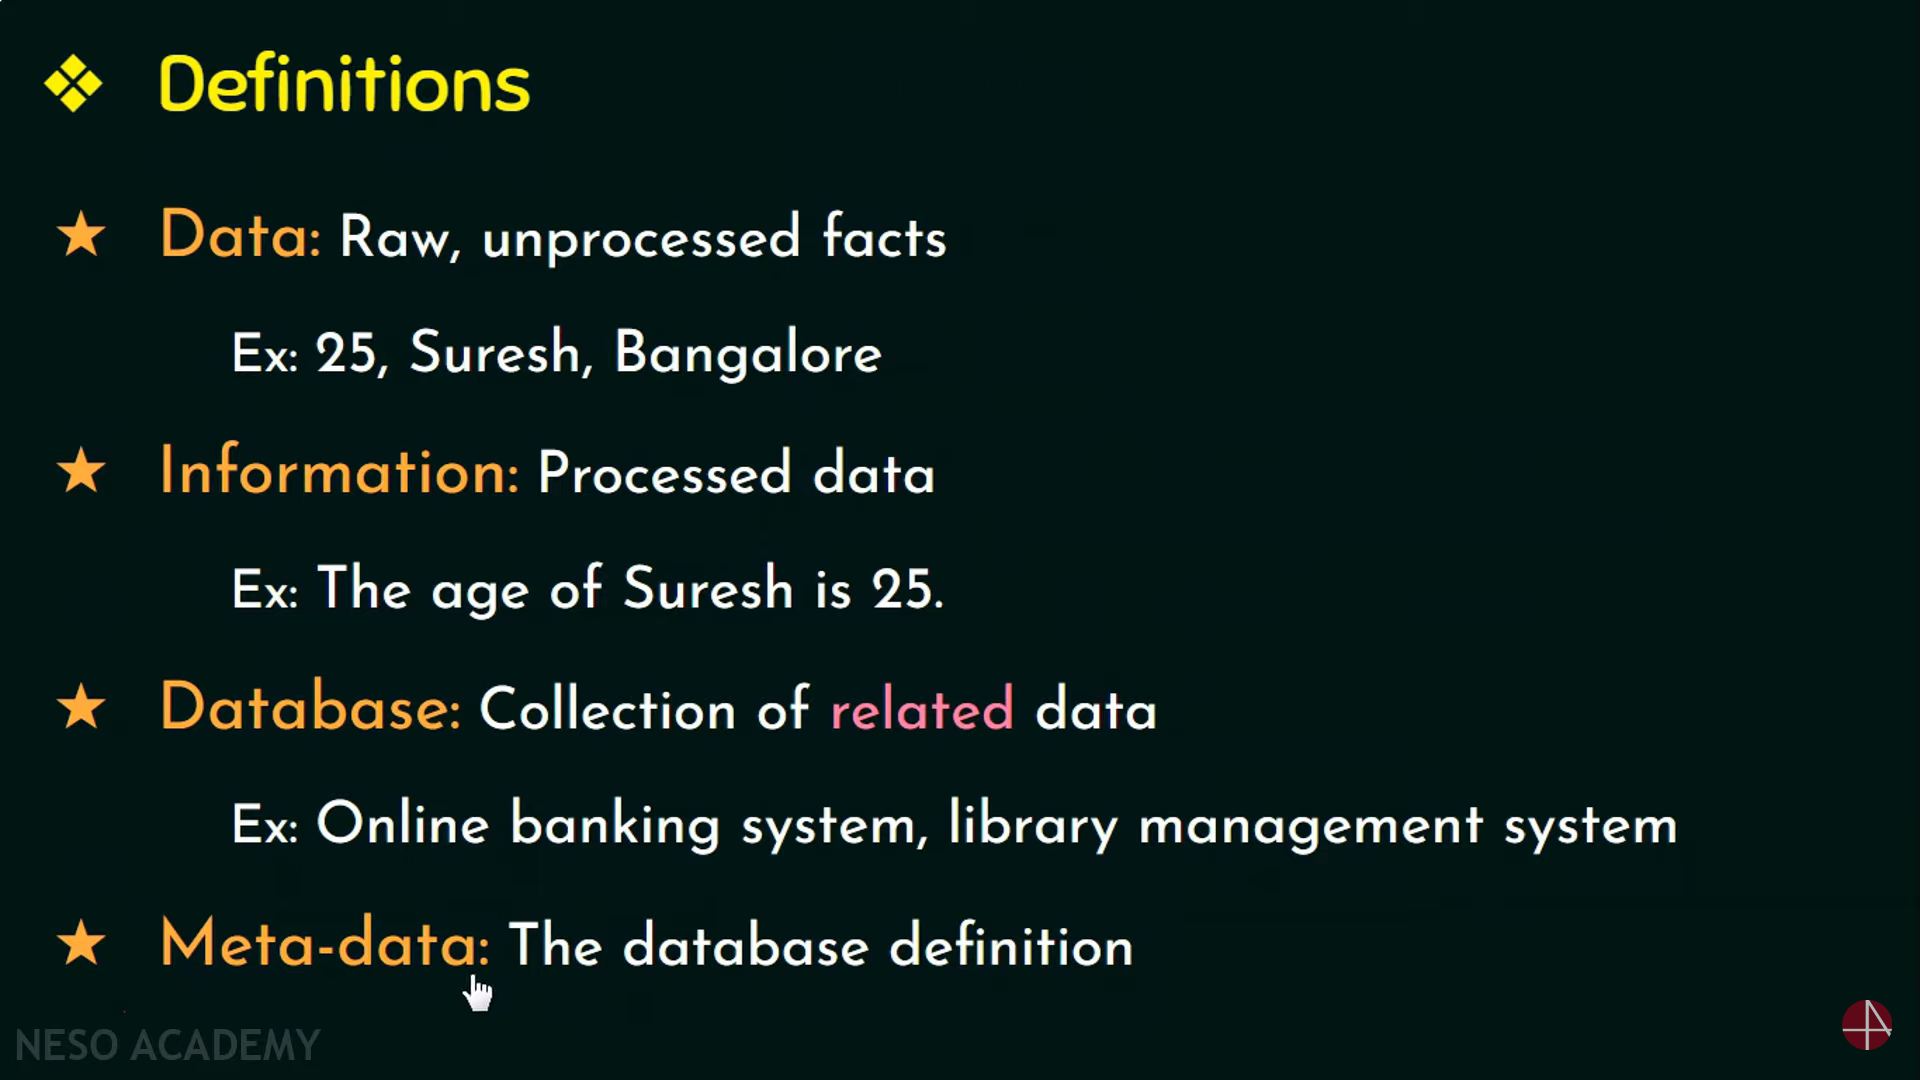 Definitions
Data: Raw, unprocessed facts
Ex: 25, Suresh, Bangalore
Information: Processed data
Ex: The age of Suresh is 25.
Database: Collection of related data
Ex: Online banking system, library management system
Meta-data: The database definition
NESO ACADEMY